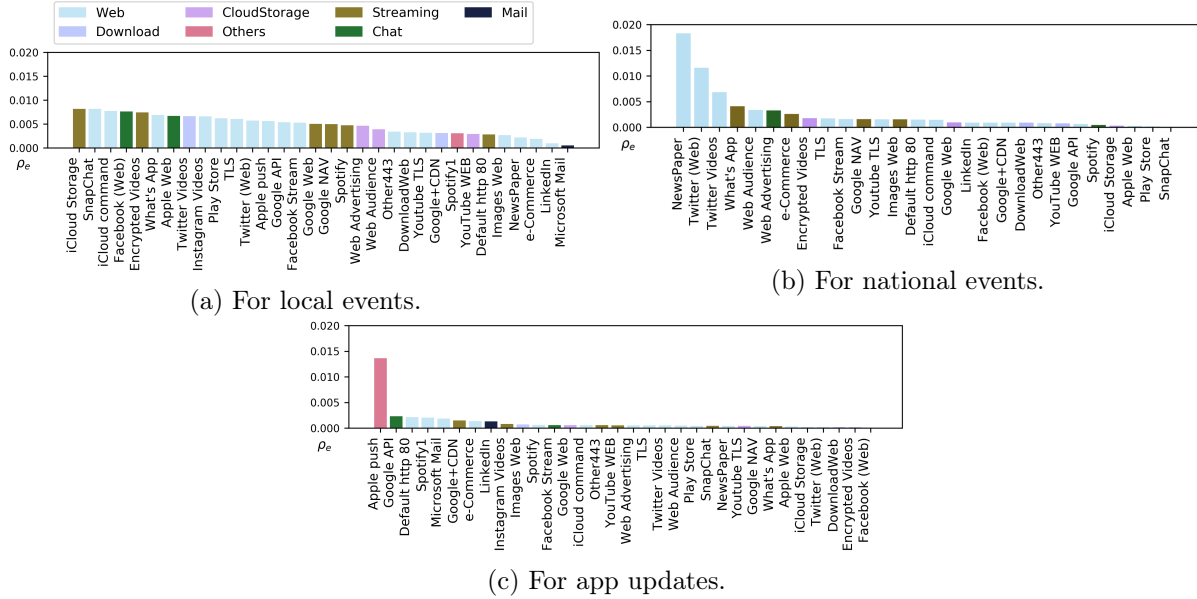 Web
Download
CloudStorage
Others
Streaming
Chat
Mail
0.020
0.015
0.010
0.005
0.000
ρe
iCloud Storage
SnapChat
iCloud command
Facebook (Web)
Encrypted Videos
What's App
Apple Web
Twitter Videos
Instagram Videos
Play Store
TLS
Twitter (Web)
Apple push
Google API
Facebook Stream
Google Web
Google NAV
Spotify
Web Advertising
Web Audience
Other443
DownloadWeb
Youtube TLS
Google+CDN
Spotify1
YouTube WEB
Default http 80
Images Web
NewsPaper
e-Commerce
LinkedIn
Microsoft Mail
(a) For local events.
0.020
0.015
0.010
0.005
0.000
ρe
NewsPaper
Twitter (Web)
Twitter Videos
What's App
Web Audience
Web Advertising
e-Commerce
Encrypted Videos
TLS
Facebook Stream
Google NAV
Youtube TLS
Images Web
Default http 80
iCloud command
Google Web
LinkedIn
Facebook (Web)
Google+CDN
DownloadWeb
Other443
YouTube WEB
Google API
Spotify
iCloud Storage
Apple Web
Play Store
SnapChat
(b) For national events.
0.020
0.015
0.010
0.005
0.000
ρe
Apple push
Google API
Default http 80
Spotify1
Microsoft Mail
Google+CDN
e-Commerce
LinkedIn
Instagram Videos
Images Web
Spotify
Facebook Stream
Google Web
iCloud command
Other443
YouTube WEB
Web Advertising
TLS
Twitter Videos
Web Audience
Play Store
SnapChat
NewsPaper
Youtube TLS
Google NAV
What's App
Apple Web
iCloud Storage
Twitter (Web)
DownloadWeb
Encrypted Videos
Facebook (Web)
(c) For app updates.